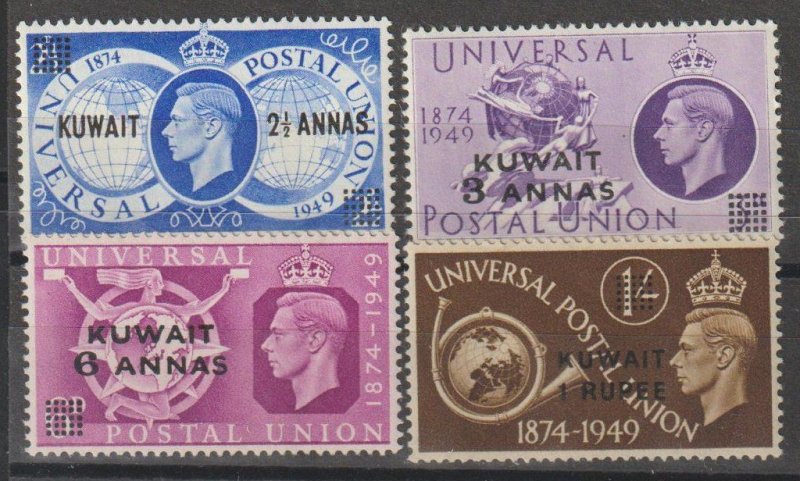 1874
UNIVERSAL POSTAL UNION
KUWAIT
2½ ANNAS
1949
UNIVERSAL
1874
1949
KUWAIT
3 ANNAS
POSTAL UNION
UNIVERSAL
KUWAIT
6 ANNAS
1874-1949
POSTAL UNION
UNIVERSAL POSTAL UNION
1/-
KUWAIT
1 RUPEE
1874-1949